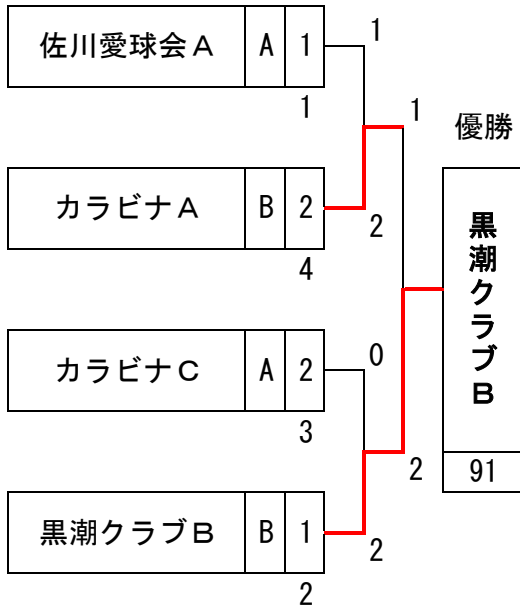 佐川愛球会A A 1 1
1 1
優勝
カラビナA B 2 2
4
黒潮クラブB
カラビナC A 2 0
3
2 91
黒潮クラブB B 1 2
2